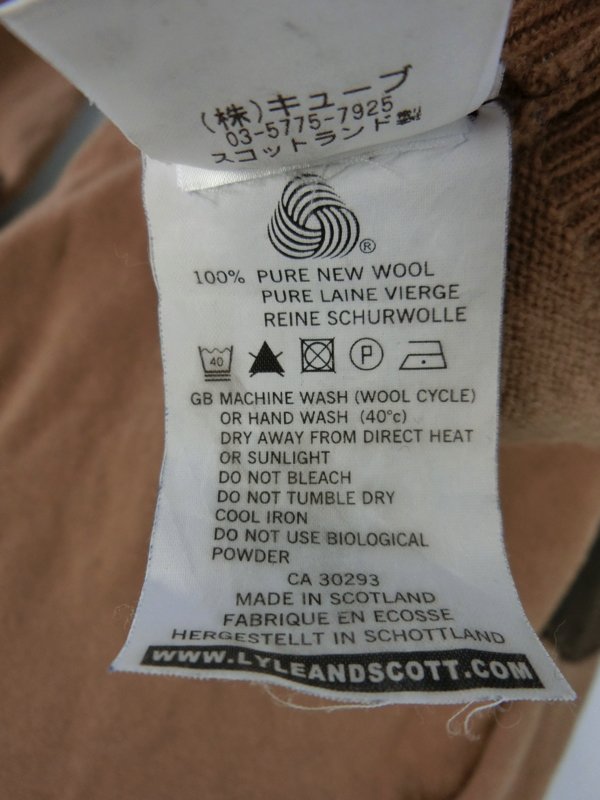 (株)キューブ
03-5775-7925
スコットランド製
®
100% PURE NEW WOOL
PURE LAINE VIERGE
REINE SCHURWOLLE
40 P
GB MACHINE WASH (WOOL CYCLE)
OR HAND WASH (40°c)
DRY AWAY FROM DIRECT HEAT
OR SUNLIGHT
DO NOT BLEACH
DO NOT TUMBLE DRY
COOL IRON
DO NOT USE BIOLOGICAL
POWDER
CA 30293
MADE IN SCOTLAND
FABRIQUE EN ECOSSE
HERGESTELLT IN SCHOTTLAND
WWW.LYLEANDSCOTT.COM